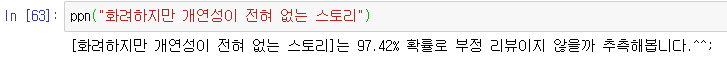 In [63]: ppn("화려하지만 개연성이 전혀 없는 스토리")
[화려하지만 개연성이 전혀 없는 스토리]는 97.42% 확률로 부정 리뷰이지 않을까 추측해봅니다.^^;